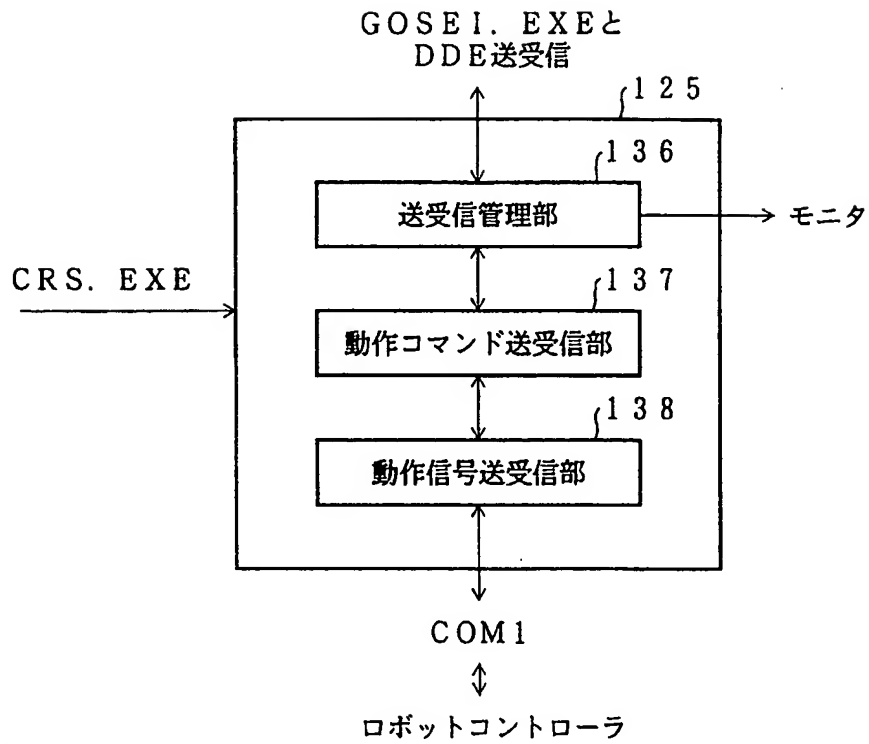 GOSEI. EXEと
DDE送受信
125
136
送受信管理部
モニタ
CRS. EXE
137
動作コマンド送受信部
138
動作信号送受信部
COM1
ロボットコントローラ